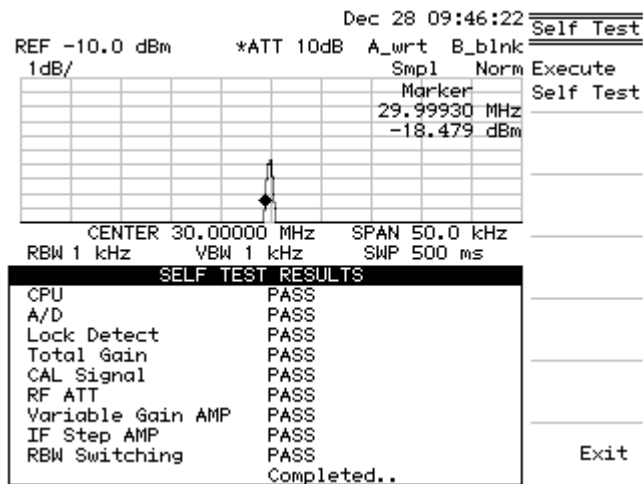 Dec 28 09:46:22 Self Test
REF -10.0 dBm *ATT 10dB A_wrt B_blnk
1dB/ Smpl Norm Execute
Marker Self Test
29.99930 MHz
-18.479 dBm
CENTER 30.00000 MHz SPAN 50.0 kHz
RBW 1 kHz VBW 1 kHz SWP 500 ms
SELF TEST RESULTS
CPU PASS
A/D PASS
Lock Detect PASS
Total Gain PASS
CAL Signal PASS
RF ATT PASS
Variable Gain AMP PASS
IF Step AMP PASS
RBW Switching PASS Exit
Completed..